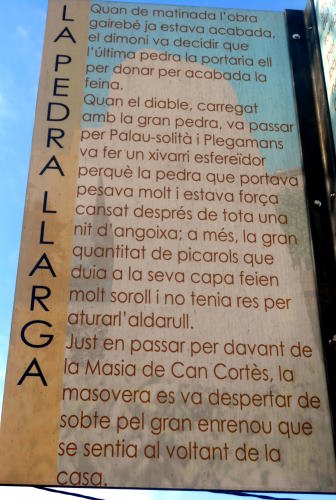 LA PEDRA LLARGA
Quan de matinada l'obra
gairebé ja estava acabada,
el dimoni va decidir que
l'última pedra la portaria ell
per donar per acabada la
feina.
Quan el diable, carregat
amb la gran pedra, va passar
per Palau-solità i Plegamans
va fer un xivarri esfereïdor
perquè la pedra que portava
pesava molt i estava força
cansat després de tota una
nit d'angoixa; a més, la gran
quantitat de picarols que
duia a la seva capa feien
molt soroll i no tenia res per
aturarl'aldarull.
Just en passar per davant de
la Masia de Can Cortès, la
masovera es va despertar de
sobte pel gran enrenou que
se sentia al voltant de la
casa.